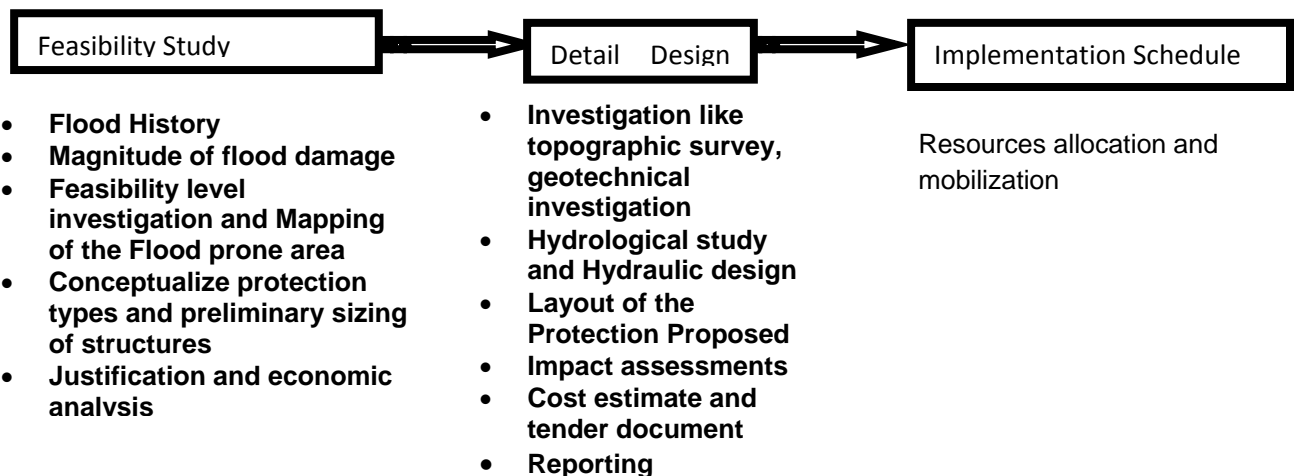 Feasibility Study
• Flood History
• Magnitude of flood damage
• Feasibility level
investigation and Mapping
of the Flood prone area
• Conceptualize protection
types and preliminary sizing
of structures
• Justification and economic
analysis
Detail Design
• Investigation like
topographic survey,
geotechnical
investigation
• Hydrological study
and Hydraulic design
• Layout of the
Protection Proposed
• Impact assessments
• Cost estimate and
tender document
• Reporting
Implementation Schedule
Resources allocation and
mobilization